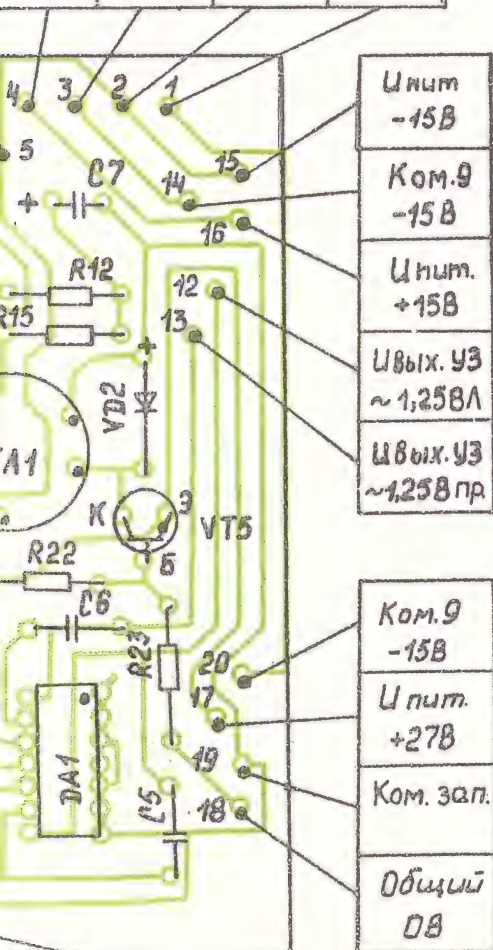 4 3 2 1
5
15
14
16
+ C7
R12
12
R15
13
+
VD2
A1
К Э
VT5
Б
R22
C6
R23
20
17
19
DA1
C5
18
Uпит
-15В
Ком.9
-15В
Uпит.
+15В
Uвых. УЗ
~1,25ВЛ
Uвых. УЗ
~1,25В пр
Ком.9
-15В
Uпит.
+27В
Ком. зап.
Общий
0В